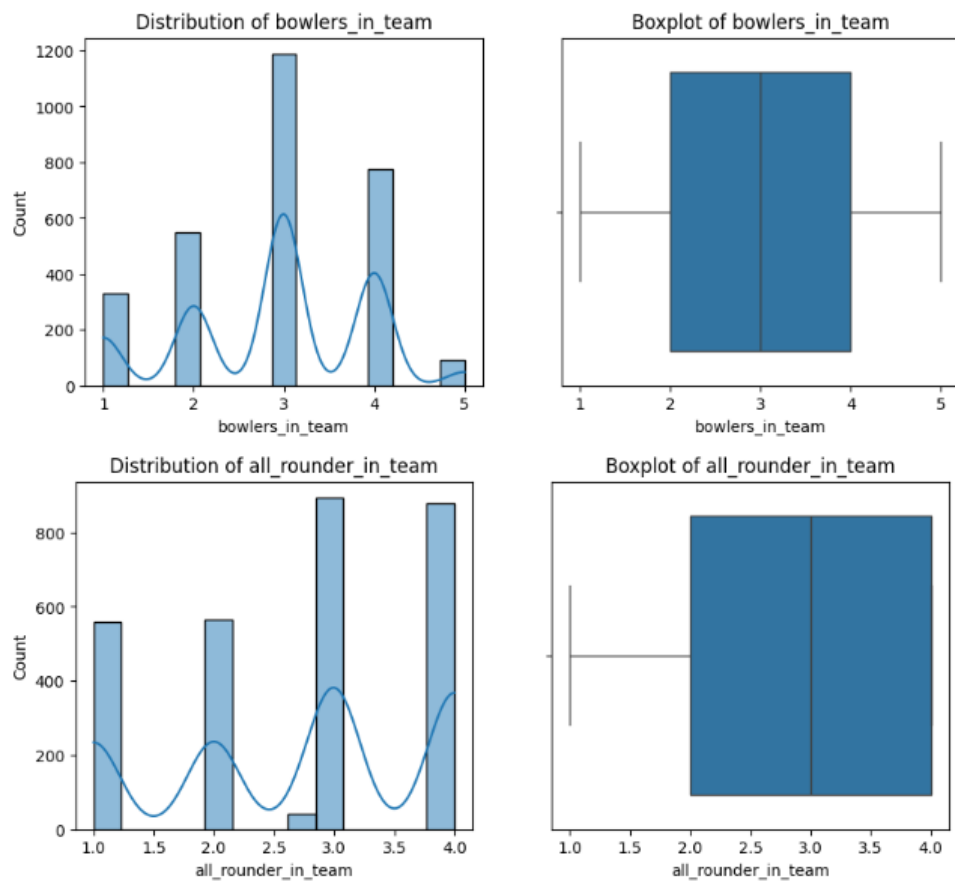 Distribution of bowlers_in_team
Boxplot of bowlers_in_team
1200
1000
800
600
400
200
0
Count
1 2 3 4 5
bowlers_in_team
1 2 3 4 5
bowlers_in_team
Distribution of all_rounder_in_team
Boxplot of all_rounder_in_team
800
600
400
200
0
Count
1.0 1.5 2.0 2.5 3.0 3.5 4.0
all_rounder_in_team
1.0 1.5 2.0 2.5 3.0 3.5 4.0
all_rounder_in_team